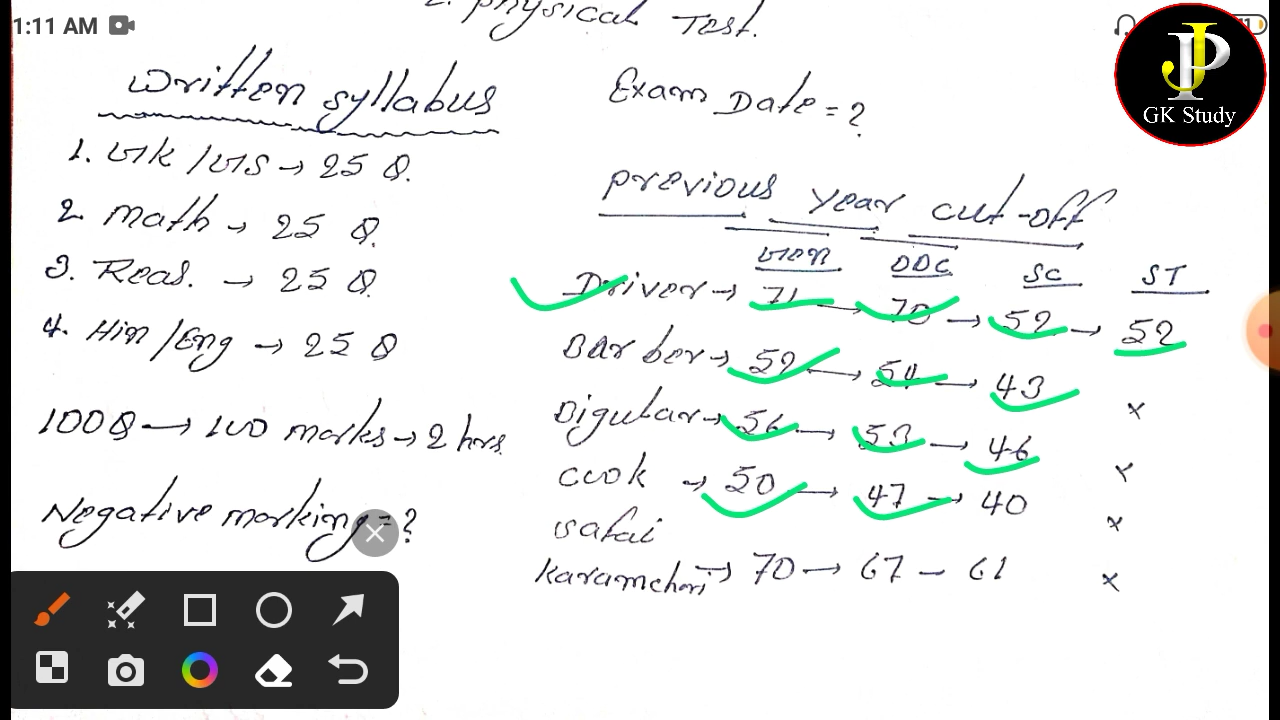 1:11 AM
2. Physical Test.
JP
GK Study
Written syllabus
1. GK/GS → 25 Q.
2. Math → 25 Q.
3. Reas. → 25 Q.
4. Hin/Eng → 25 Q
100Q → 100 marks → 2 hrs.
Negative marking = ?
Exam Date = ?
Previous year cut-off
Gen OBC SC ST
Driver → 71 → 70 → 52 → 52
Barber → 52 → 54 → 43 ×
Bigular → 56 → 53 → 46 ×
Cook → 50 → 47 → 40 ×
Safai
Karamchari → 70 → 67 – 61 ×